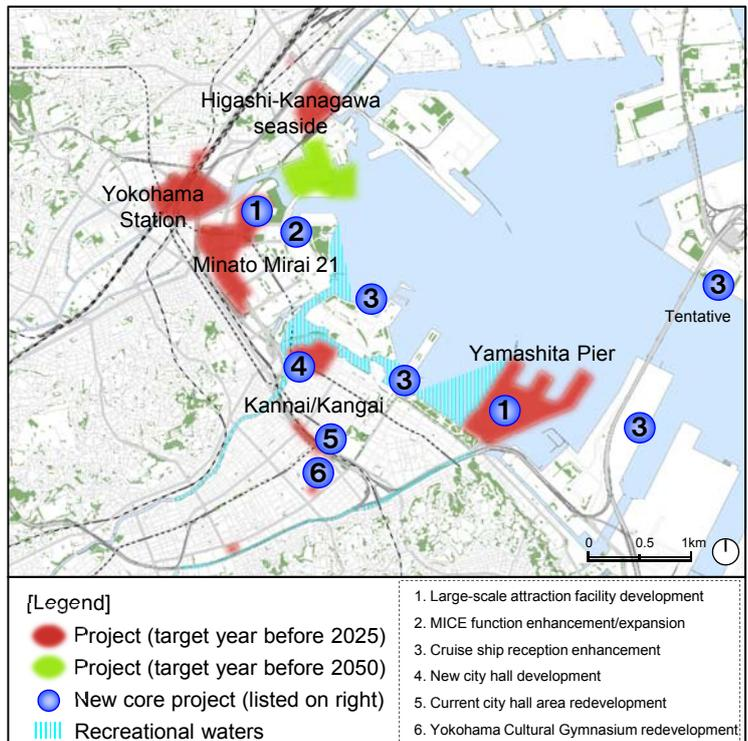 Higashi-Kanagawa
seaside
Yokohama
Station
1
2
Minato Mirai 21
3
3
Tentative
Yamashita Pier
4
3
Kannai/Kangai
1
3
5
6
0 0.5 1km
[Legend]
Project (target year before 2025)
Project (target year before 2050)
New core project (listed on right)
Recreational waters
1. Large-scale attraction facility development
2. MICE function enhancement/expansion
3. Cruise ship reception enhancement
4. New city hall development
5. Current city hall area redevelopment
6. Yokohama Cultural Gymnasium redevelopment